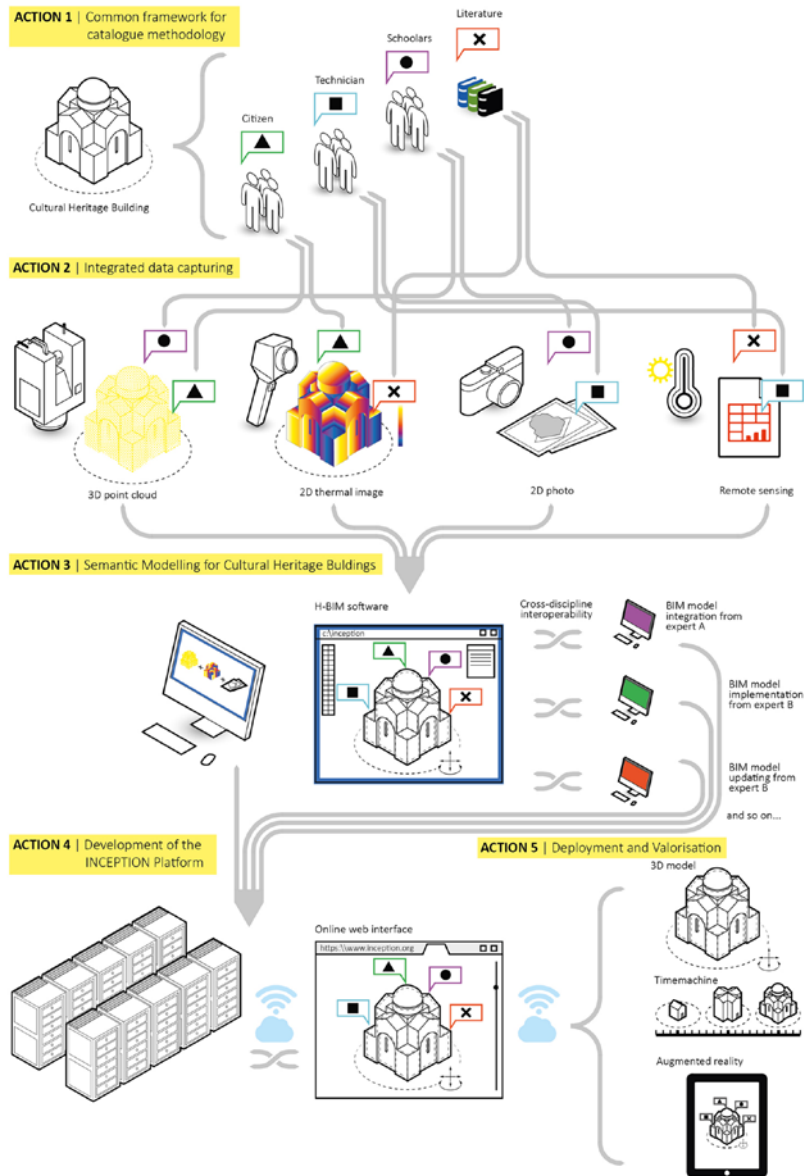 ACTION 1 | Common framework for
catalogue methodology
Literature
Schoolars
Technician
Citizen
Cultural Heritage Building
ACTION 2 | Integrated data capturing
3D point cloud
2D thermal image
2D photo
Remote sensing
ACTION 3 | Semantic Modelling for Cultural Heritage Buldings
H-BIM software
c:\inception
Cross-discipline
interoperability
BIM model
integration from
expert A
BIM model
implementation
from expert B
BIM model
updating from
expert B
and so on...
ACTION 4 | Development of the
INCEPTION Platform
ACTION 5 | Deployment and Valorisation
Online web interface
https:\\www.inception.org
3D model
Timemachine
Augmented reality